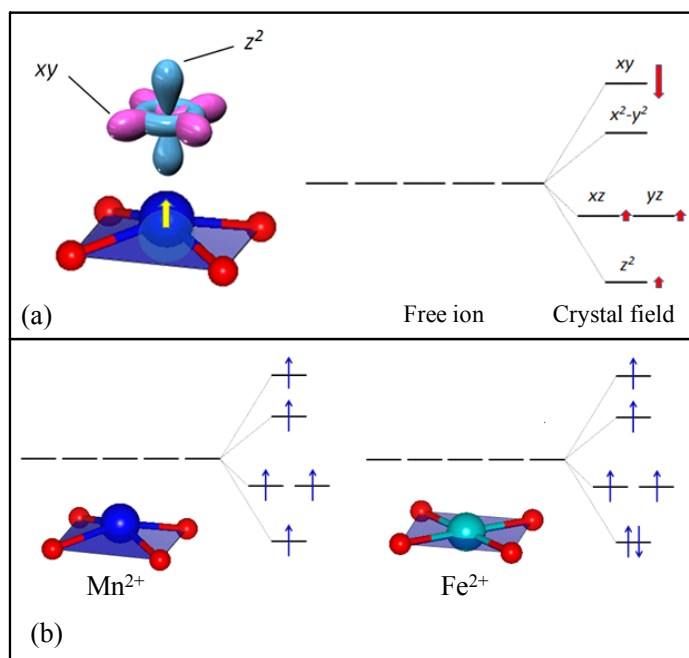 z²
xy
xy
x²-y²
xz yz
z²
(a) Free ion Crystal field
Mn²⁺ Fe²⁺
(b)